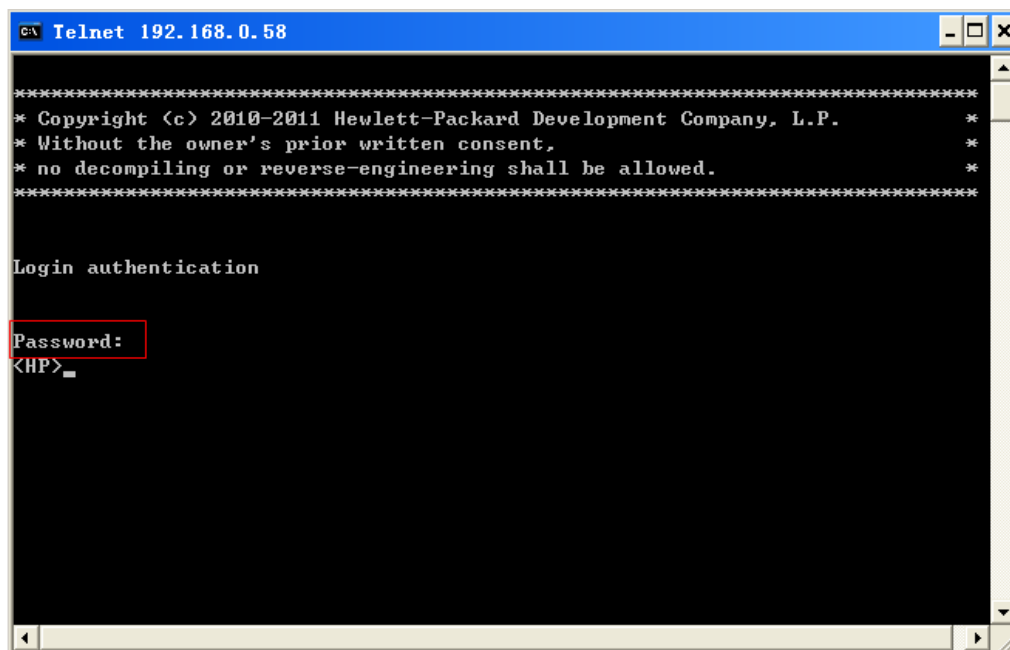 Telnet 192.168.0.58
*******************************************************************************
* Copyright (c) 2010-2011 Hewlett-Packard Development Company, L.P.          *
* Without the owner's prior written consent,                                 *
* no decompiling or reverse-engineering shall be allowed.                    *
*******************************************************************************
Login authentication
Password:
<HP>_